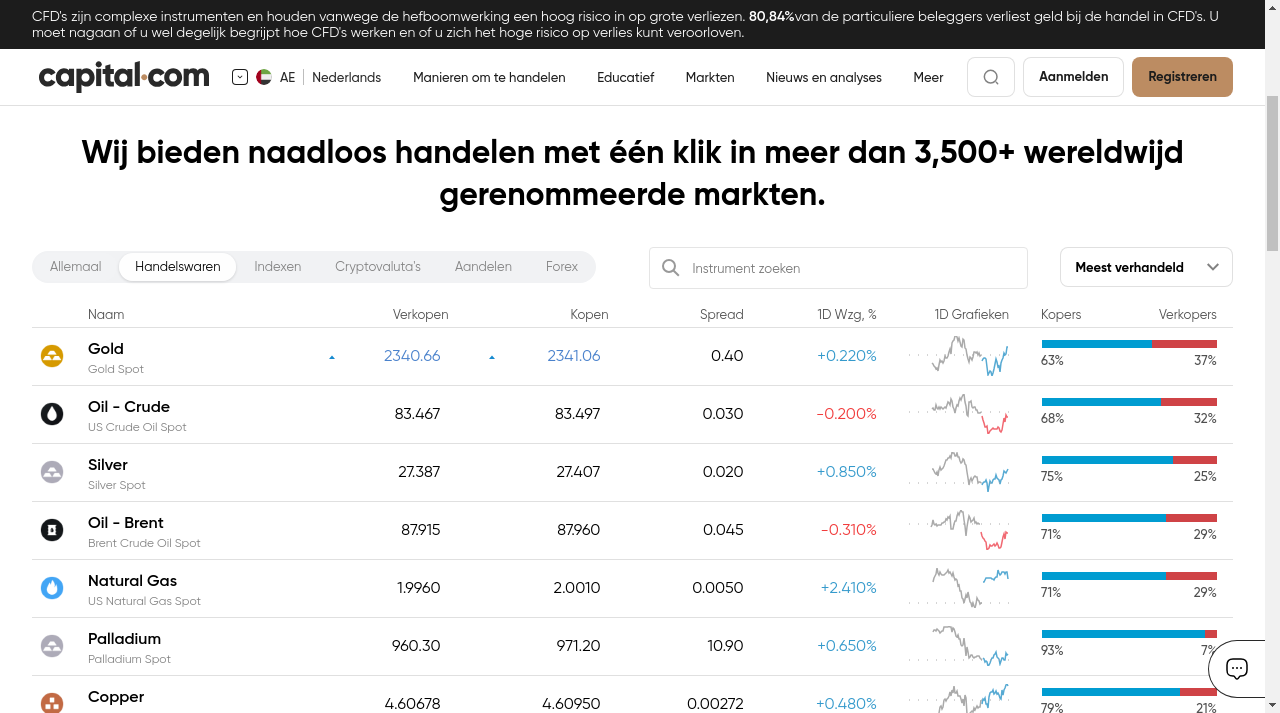 CFD's zijn complexe instrumenten en houden vanwege de hefboomwerking een hoog risico in op grote verliezen. 80,84%van de particuliere beleggers verliest geld bij de handel in CFD's. U
moet nagaan of u wel degelijk begrijpt hoe CFD's werken en of u zich het hoge risico op verlies kunt veroorloven.
capital.com AE Nederlands Manieren om te handelen Educatief Markten Nieuws en analyses Meer Aanmelden Registreren
Wij bieden naadloos handelen met één klik in meer dan 3,500+ wereldwijd
gerenommeerde markten.
Allemaal Handelswaren Indexen Cryptovaluta's Aandelen Forex Instrument zoeken Meest verhandeld
Naam Verkopen Kopen Spread 1D Wzg, % 1D Grafieken Kopers Verkopers
Gold 2340.66 2341.06 0.40 +0.220%
Gold Spot 63% 37%
Oil - Crude 83.467 83.497 0.030 -0.200%
US Crude Oil Spot 68% 32%
Silver 27.387 27.407 0.020 +0.850%
Silver Spot 75% 25%
Oil - Brent 87.915 87.960 0.045 -0.310%
Brent Crude Oil Spot 71% 29%
Natural Gas 1.9960 2.0010 0.0050 +2.410%
US Natural Gas Spot 71% 29%
Palladium 960.30 971.20 10.90 +0.650%
Palladium Spot 93% 7%
Copper 4.60678 4.60950 0.00272 +0.480%
79% 21%